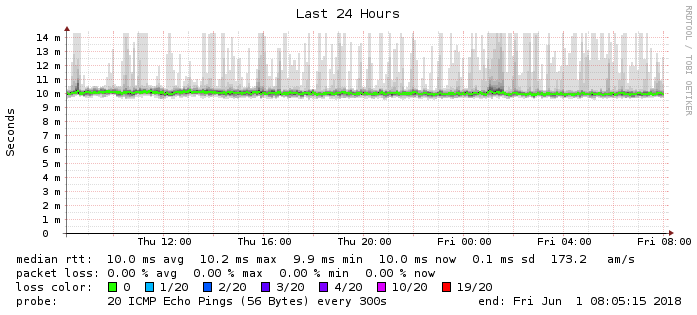 Last 24 Hours
RRDTOOL / TOBI OETIKER
Seconds
14 m
13 m
12 m
11 m
10 m
9 m
8 m
7 m
6 m
5 m
4 m
3 m
2 m
1 m
0
Thu 12:00 Thu 16:00 Thu 20:00 Fri 00:00 Fri 04:00 Fri 08:00
median rtt: 10.0 ms avg 10.2 ms max 9.9 ms min 10.0 ms now 0.1 ms sd 173.2 am/s
packet loss: 0.00 % avg 0.00 % max 0.00 % min 0.00 % now
loss color: 0 1/20 2/20 3/20 4/20 10/20 19/20
probe: 20 ICMP Echo Pings (56 Bytes) every 300s end: Fri Jun 1 08:05:15 2018